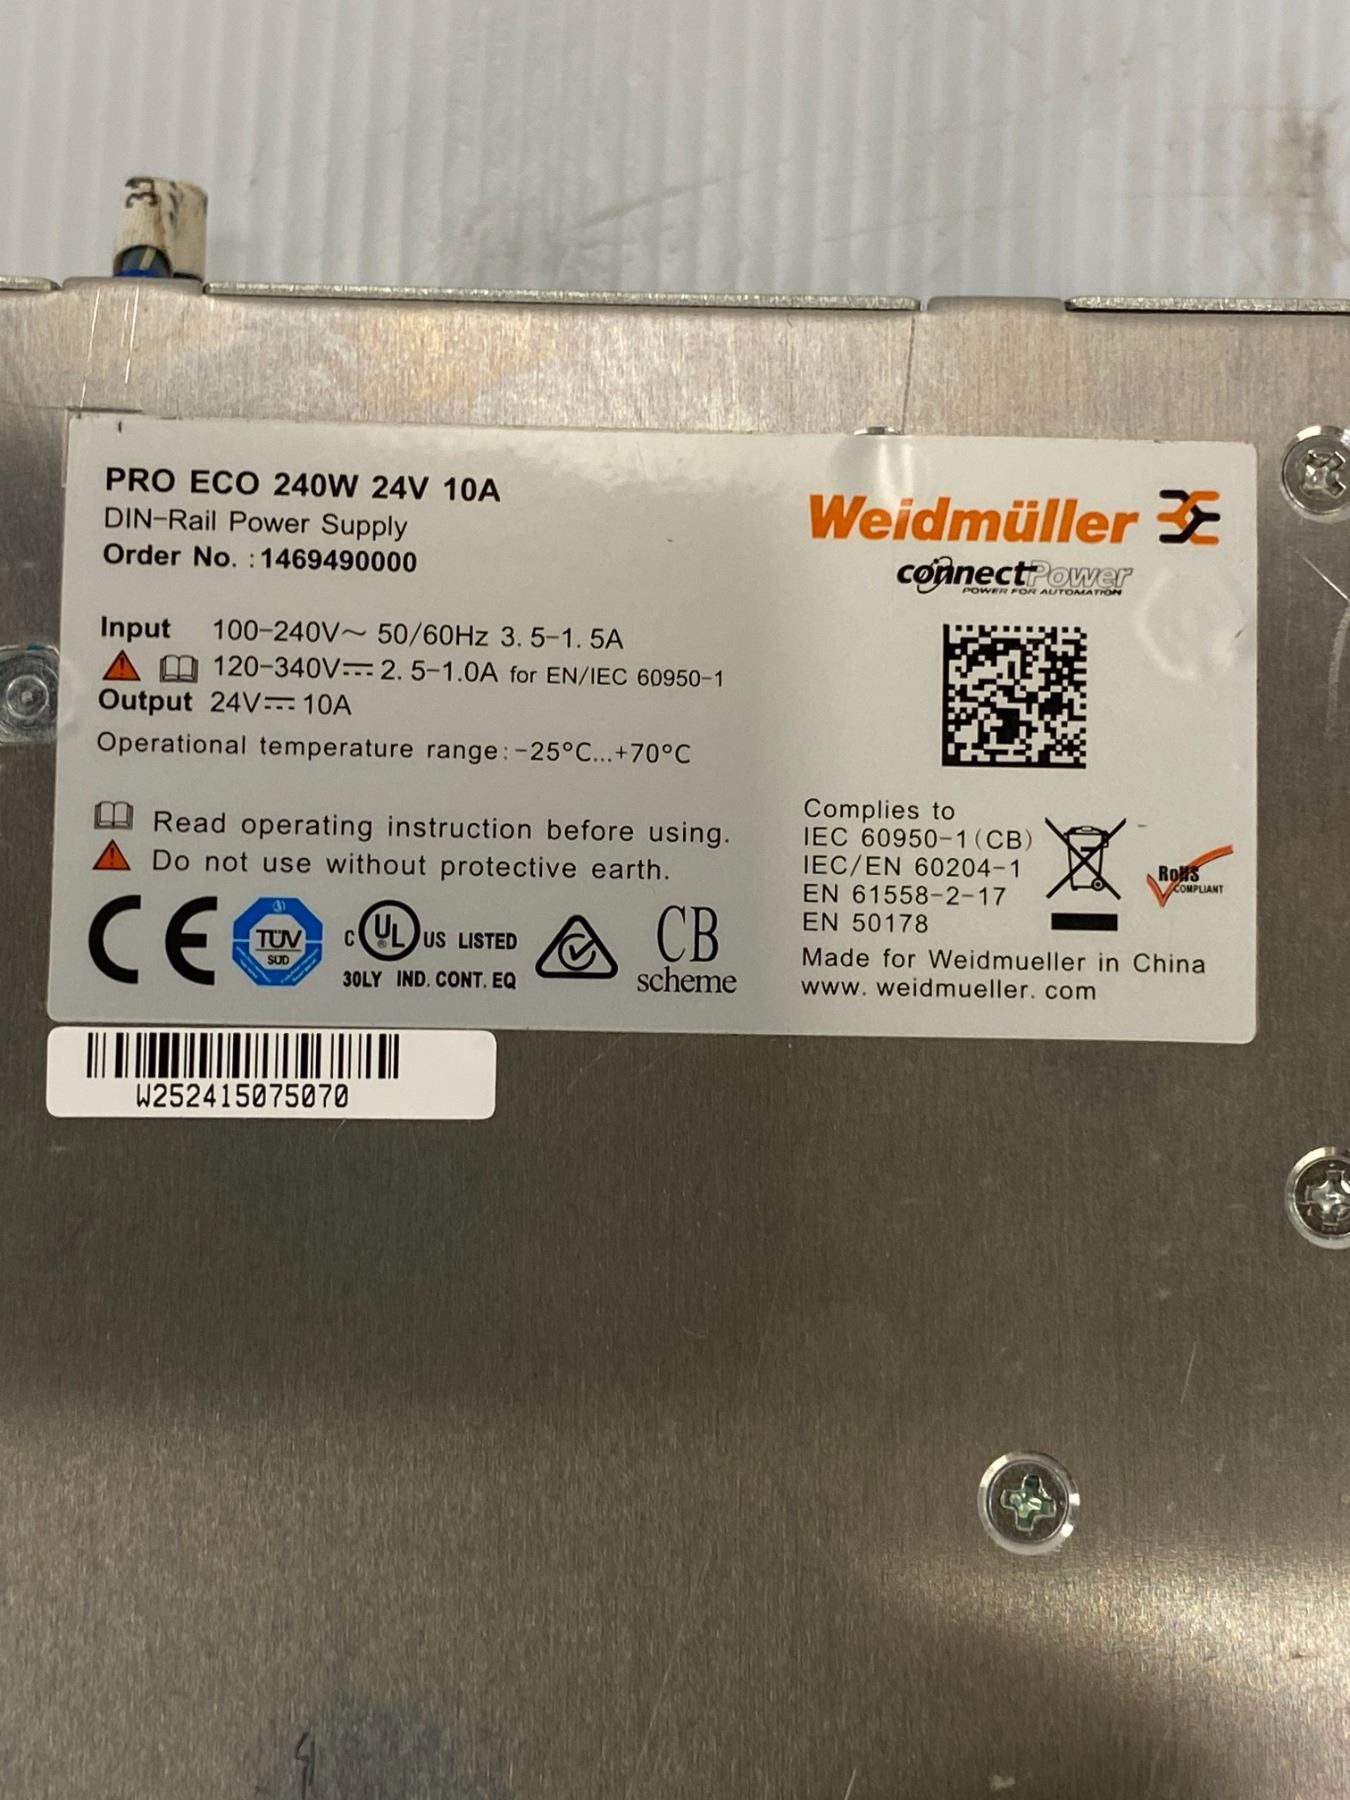 PRO ECO 240W 24V 10A
DIN-Rail Power Supply
Order No. : 1469490000
Weidmüller
connectPower
POWER FOR AUTOMATION
Input 100-240V~ 50/60Hz 3.5-1.5A
120-340V⎓ 2.5-1.0A for EN/IEC 60950-1
Output 24V⎓ 10A
Operational temperature range: -25°C...+70°C
Read operating instruction before using.
Do not use without protective earth.
CE
TÜV
SÜD
C UL ® US LISTED
30LY IND. CONT. EQ
CB
scheme
Complies to
IEC 60950-1 (CB)
IEC/EN 60204-1
EN 61558-2-17
EN 50178
RoHS
COMPLIANT
Made for Weidmueller in China
www.weidmueller.com
W252415075070